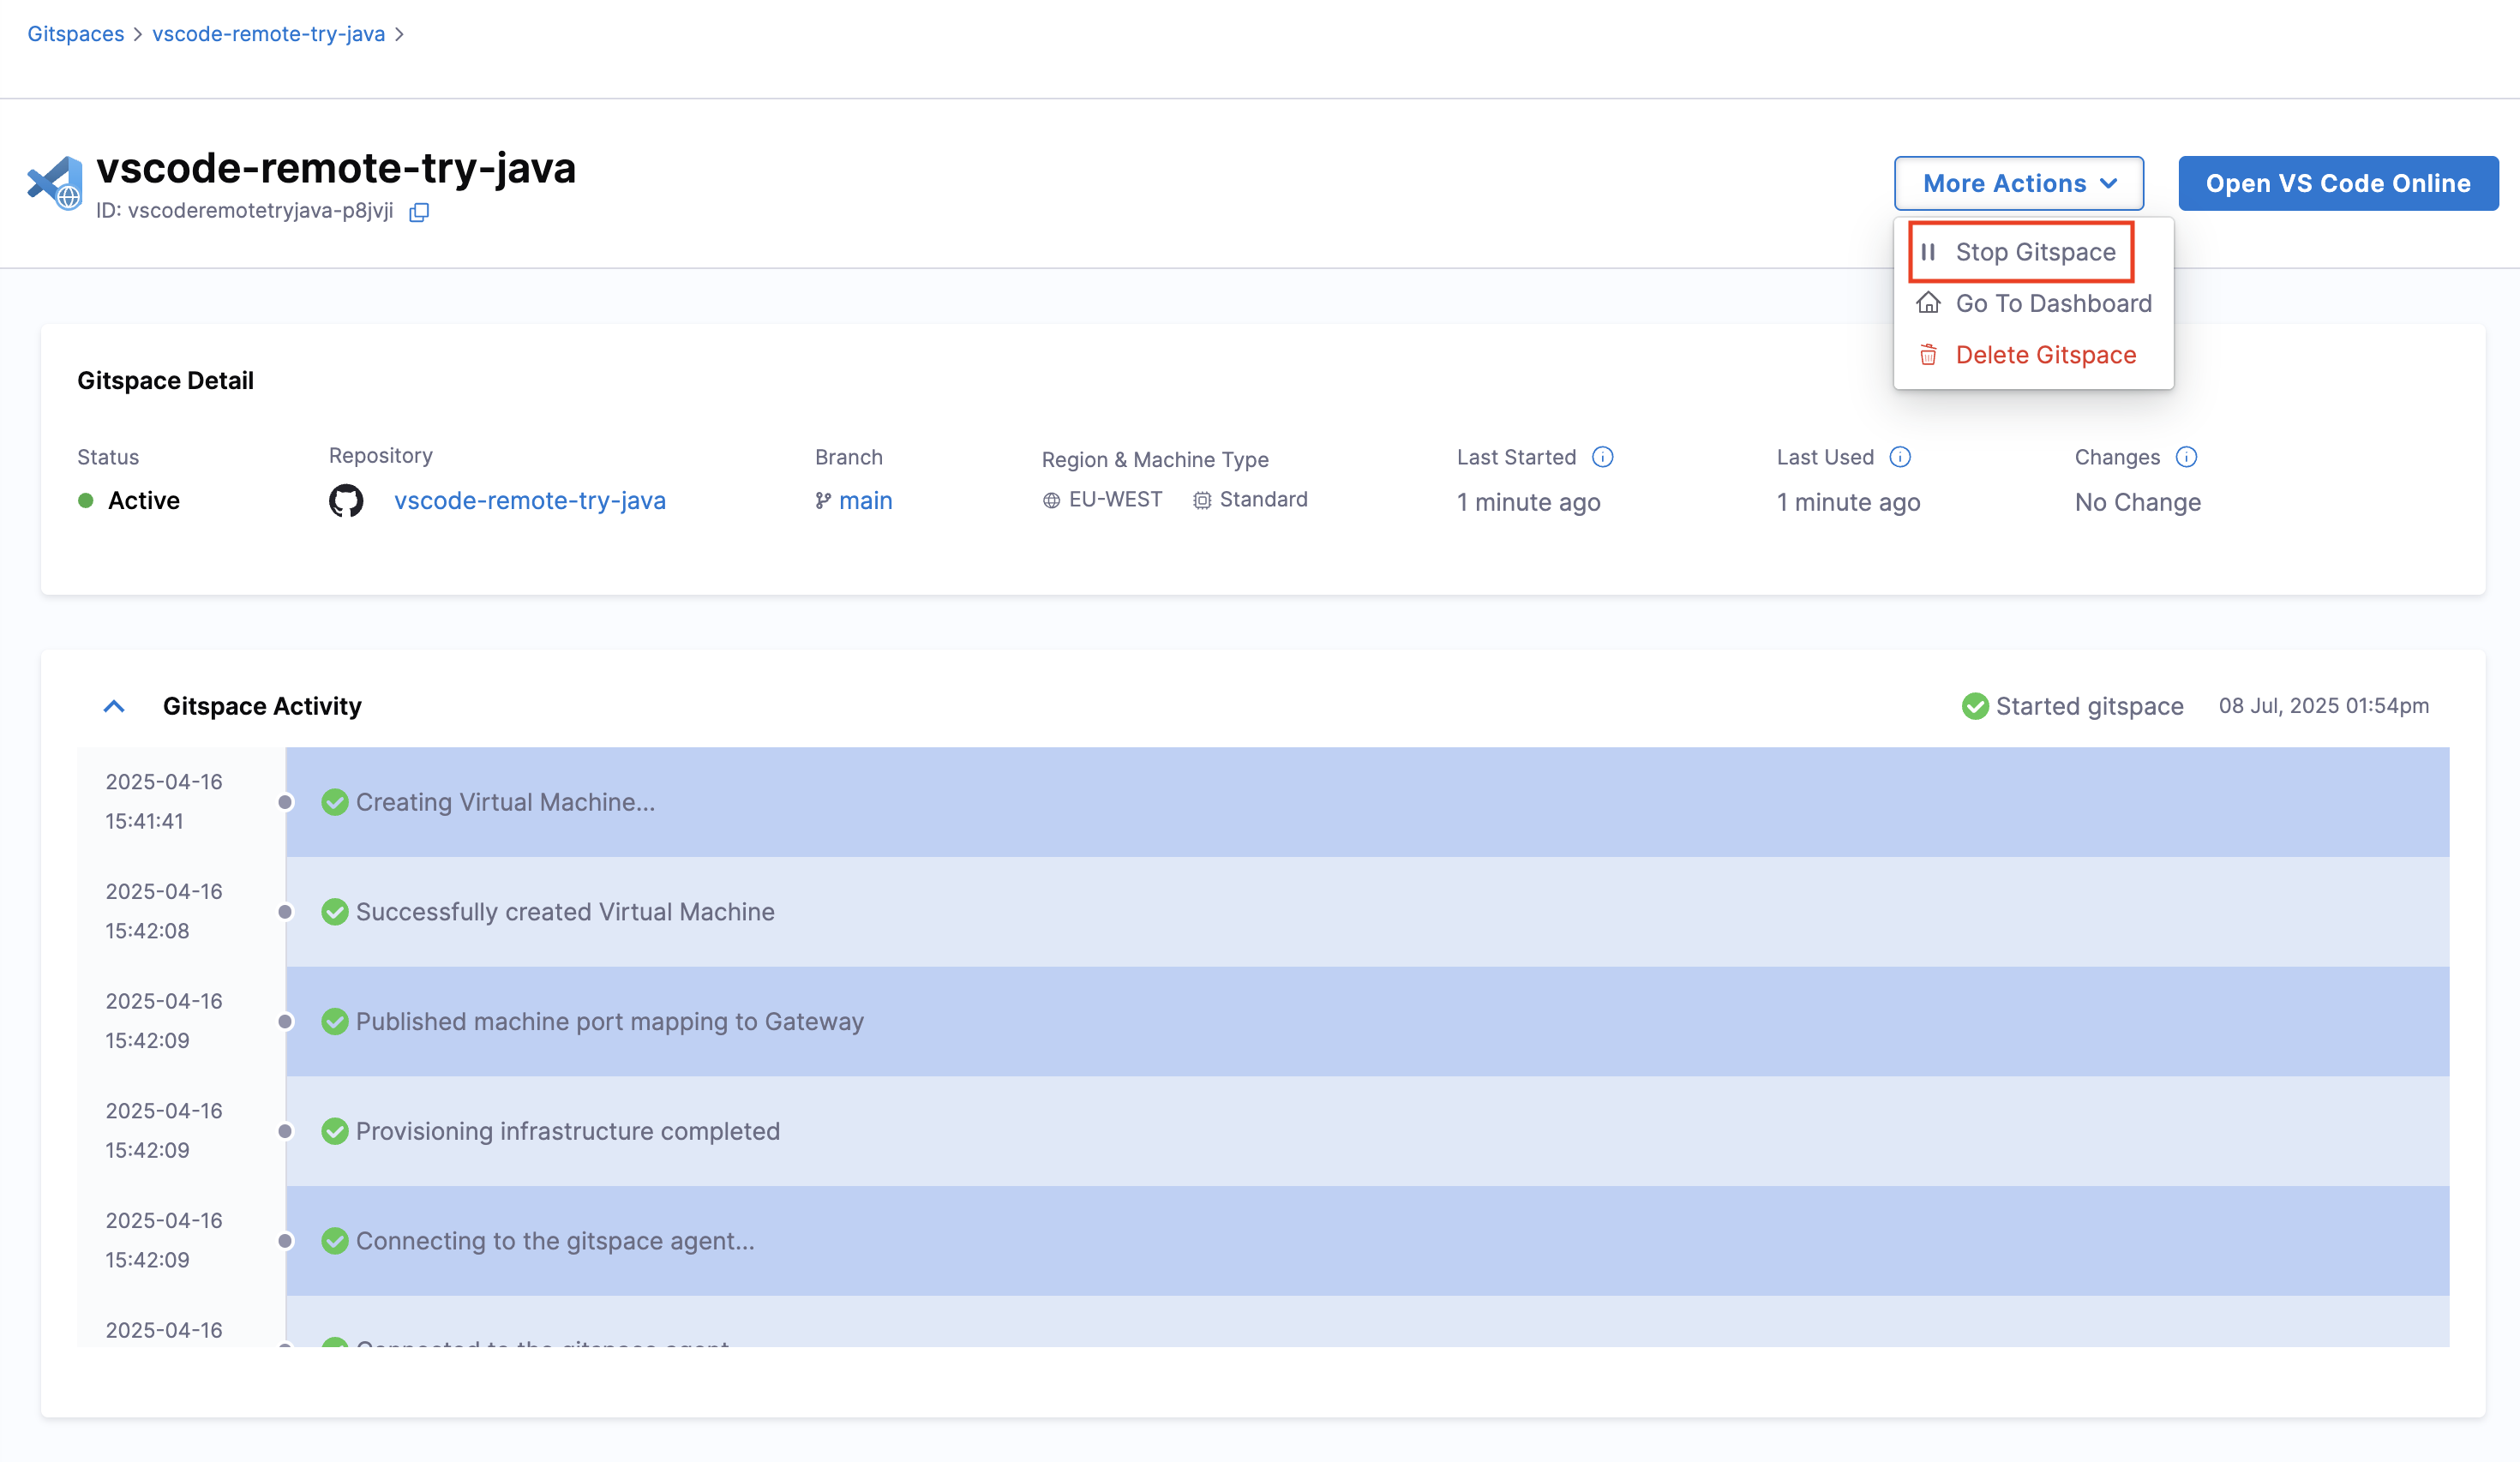 Gitspaces > vscode-remote-try-java >
vscode-remote-try-java
ID: vscoderemotetryjava-p8jvji
More Actions
Open VS Code Online
Stop Gitspace
Go To Dashboard
Delete Gitspace
Gitspace Detail
Status
Repository
Branch
Region & Machine Type
Last Started
Last Used
Changes
Active
vscode-remote-try-java
main
EU-WEST
Standard
1 minute ago
1 minute ago
No Change
Gitspace Activity
Started gitspace
08 Jul, 2025 01:54pm
2025-04-16
15:41:41
Creating Virtual Machine...
2025-04-16
15:42:08
Successfully created Virtual Machine
2025-04-16
15:42:09
Published machine port mapping to Gateway
2025-04-16
15:42:09
Provisioning infrastructure completed
2025-04-16
15:42:09
Connecting to the gitspace agent...
2025-04-16
Connected to the gitspace agent